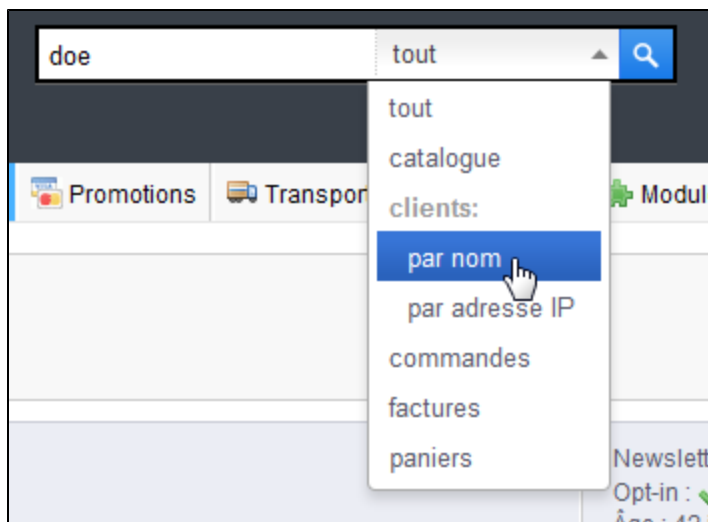 doe tout
tout
catalogue
Promotions Transpor Modul
clients:
par nom
par adresse IP
commandes
factures
paniers
Newslett
Opt-in :